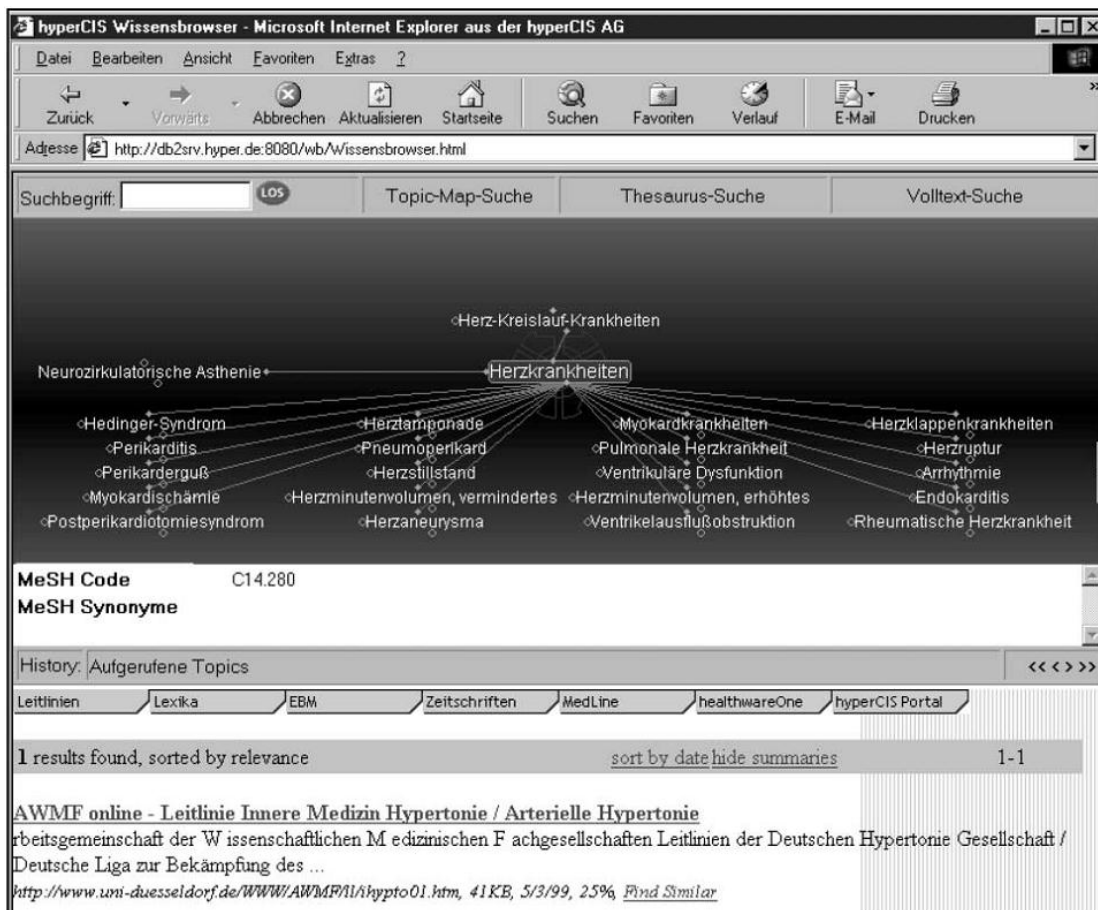 hyperCIS Wissensbrowser - Microsoft Internet Explorer aus der hyperCIS AG
Datei Bearbeiten Ansicht Favoriten Extras ?
Zurück Vorwärts Abbrechen Aktualisieren Startseite Suchen Favoriten Verlauf E-Mail Drucken »
Adresse http://db2srv.hyper.de:8080/wb/Wissensbrowser.html
Suchbegriff: LOS Topic-Map-Suche Thesaurus-Suche Volltext-Suche
Herz-Kreislauf-Krankheiten
Neurozirkulatorische Asthenie Herzkrankheiten
Hedinger-Syndrom Herztamponade Myokardkrankheiten Herzklappenkrankheiten
Perikarditis Pneumoperikard Pulmonale Herzkrankheit Herzruptur
Perikarderguß Herzstillstand Ventrikuläre Dysfunktion Arrhythmie
Myokardischämie Herzminutenvolumen, vermindertes Herzminutenvolumen, erhöhtes Endokarditis
Postperikardiotomiesyndrom Herzaneurysma Ventrikelausflußobstruktion Rheumatische Herzkrankheit
MeSH Code C14.280
MeSH Synonyme
History: Aufgerufene Topics << < > >>
Leitlinien Lexika EBM Zeitschriften MedLine healthwareOne hyperCIS Portal
1 results found, sorted by relevance sort by date hide summaries 1-1
AWMF online - Leitlinie Innere Medizin Hypertonie / Arterielle Hypertonie
rbeitsgemeinschaft der W issenschaftlichen M edizinischen F achgesellschaften Leitlinien der Deutschen Hypertonie Gesellschaft /
Deutsche Liga zur Bekämpfung des ...
http://www.uni-duesseldorf.de/WWW/AWMF/ll/ihypto01.htm, 41KB, 5/3/99, 25%, Find Similar